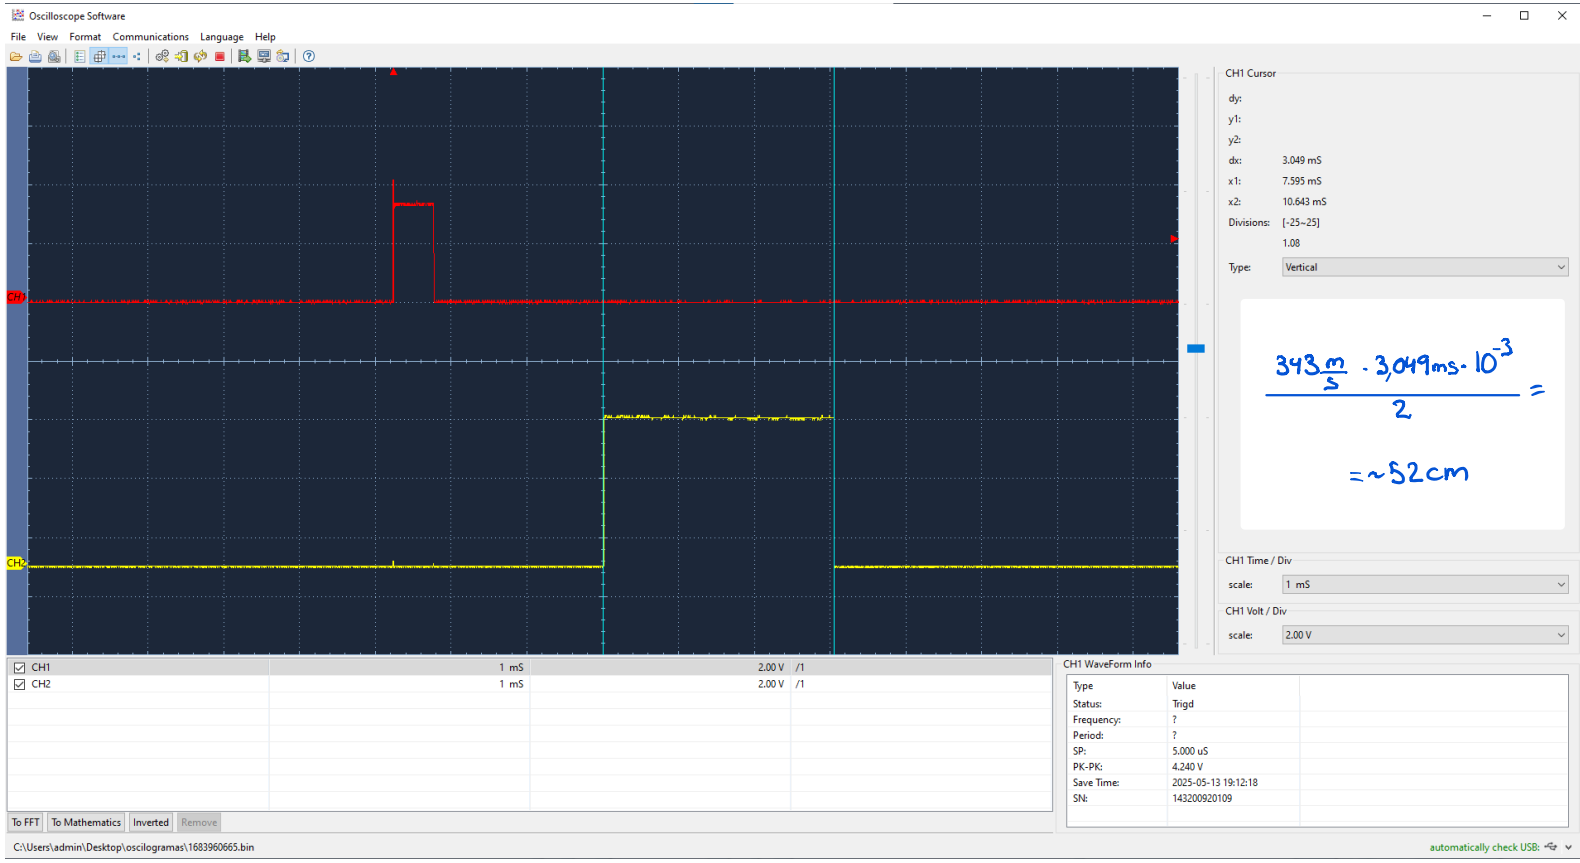 Oscilloscope Software
File View Format Communications Language Help
CH1
CH2
CH1 Cursor
dy:
y1:
y2:
dx: 3.049 mS
x1: 7.595 mS
x2: 10.643 mS
Divisions: [-25~25]
1.08
Type: Vertical
343 m/s · 3,049ms · 10⁻³
2
=
= ~52cm
CH1 Time / Div
scale: 1 mS
CH1 Volt / Div
scale: 2.00 V
CH1 1 mS 2.00 V /1
CH2 1 mS 2.00 V /1
CH1 WaveForm Info
Type Value
Status: Trigd
Frequency: ?
Period: ?
SP: 5.000 uS
PK-PK: 4.240 V
Save Time: 2025-05-13 19:12:18
SN: 143200920109
To FFT To Mathematics Inverted Remove
C:\Users\admin\Desktop\oscilogramas\1683960665.bin
automatically check USB: